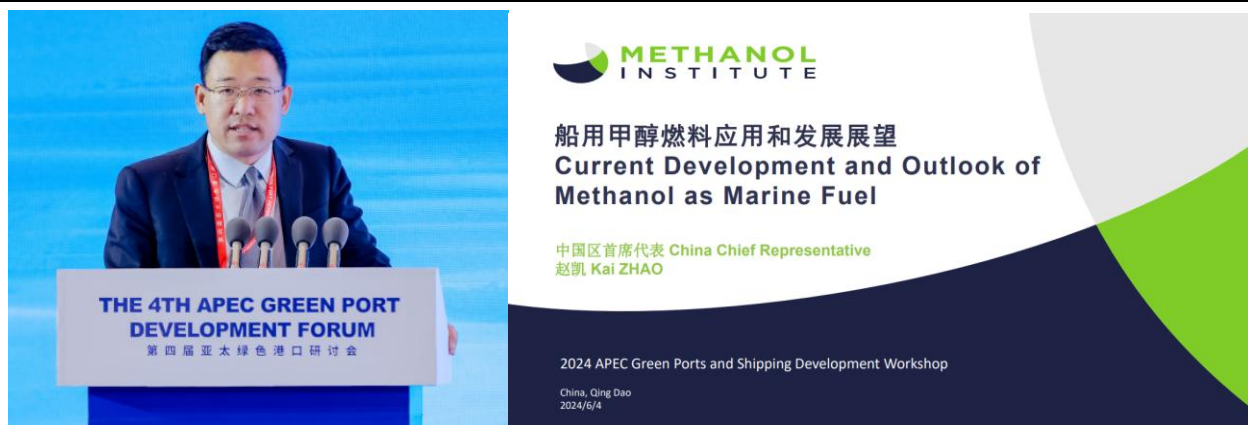 THE 4TH APEC GREEN PORT
DEVELOPMENT FORUM
第四届亚太绿色港口研讨会
METHANOL
INSTITUTE
船用甲醇燃料应用和发展展望
Current Development and Outlook of
Methanol as Marine Fuel
中国区首席代表 China Chief Representative
赵凯 Kai ZHAO
2024 APEC Green Ports and Shipping Development Workshop
China, Qing Dao
2024/6/4